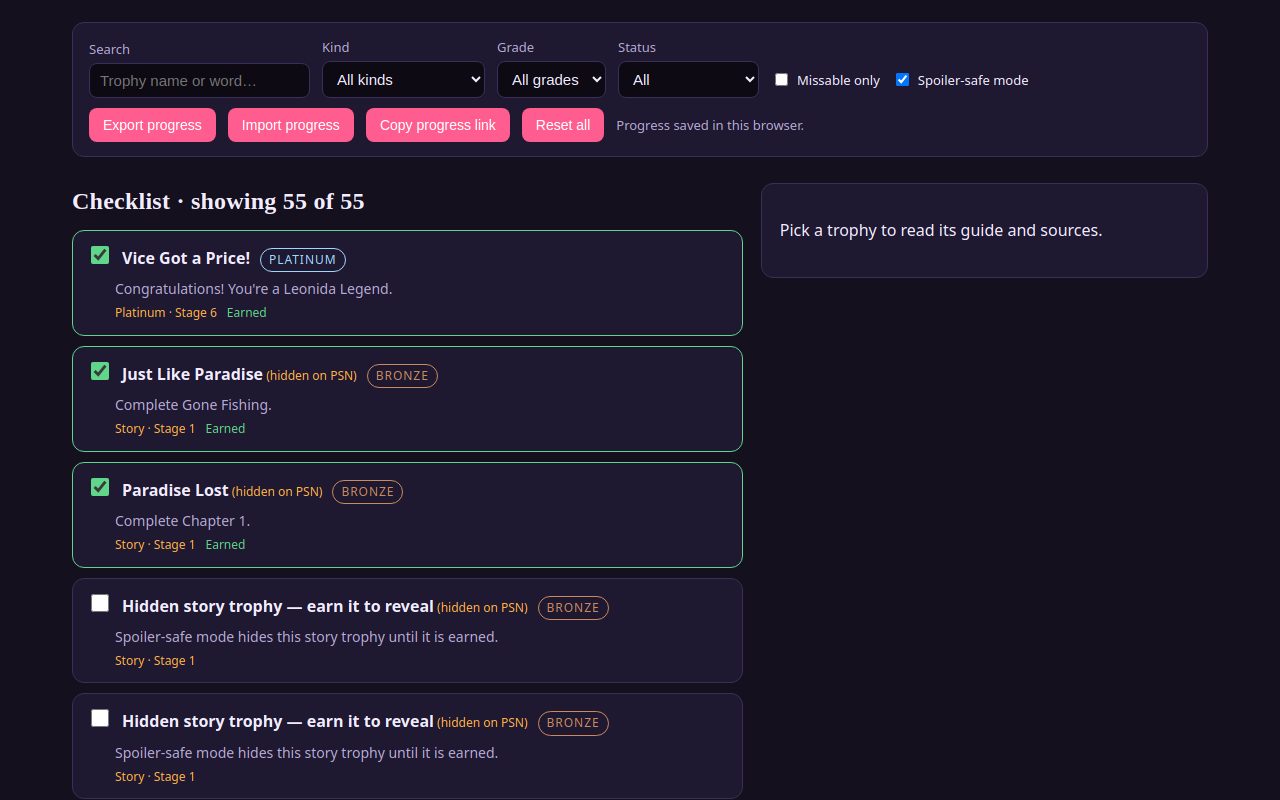 Search
Kind
Grade
Status
Trophy name or word…
All kinds
All grades
All
Missable only
Spoiler-safe mode
Export progress
Import progress
Copy progress link
Reset all
Progress saved in this browser.
Checklist · showing 55 of 55
Vice Got a Price! PLATINUM
Congratulations! You're a Leonida Legend.
Platinum · Stage 6 Earned
Just Like Paradise (hidden on PSN) BRONZE
Complete Gone Fishing.
Story · Stage 1 Earned
Paradise Lost (hidden on PSN) BRONZE
Complete Chapter 1.
Story · Stage 1 Earned
Hidden story trophy — earn it to reveal (hidden on PSN) BRONZE
Spoiler-safe mode hides this story trophy until it is earned.
Story · Stage 1
Hidden story trophy — earn it to reveal (hidden on PSN) BRONZE
Spoiler-safe mode hides this story trophy until it is earned.
Story · Stage 1
Pick a trophy to read its guide and sources.